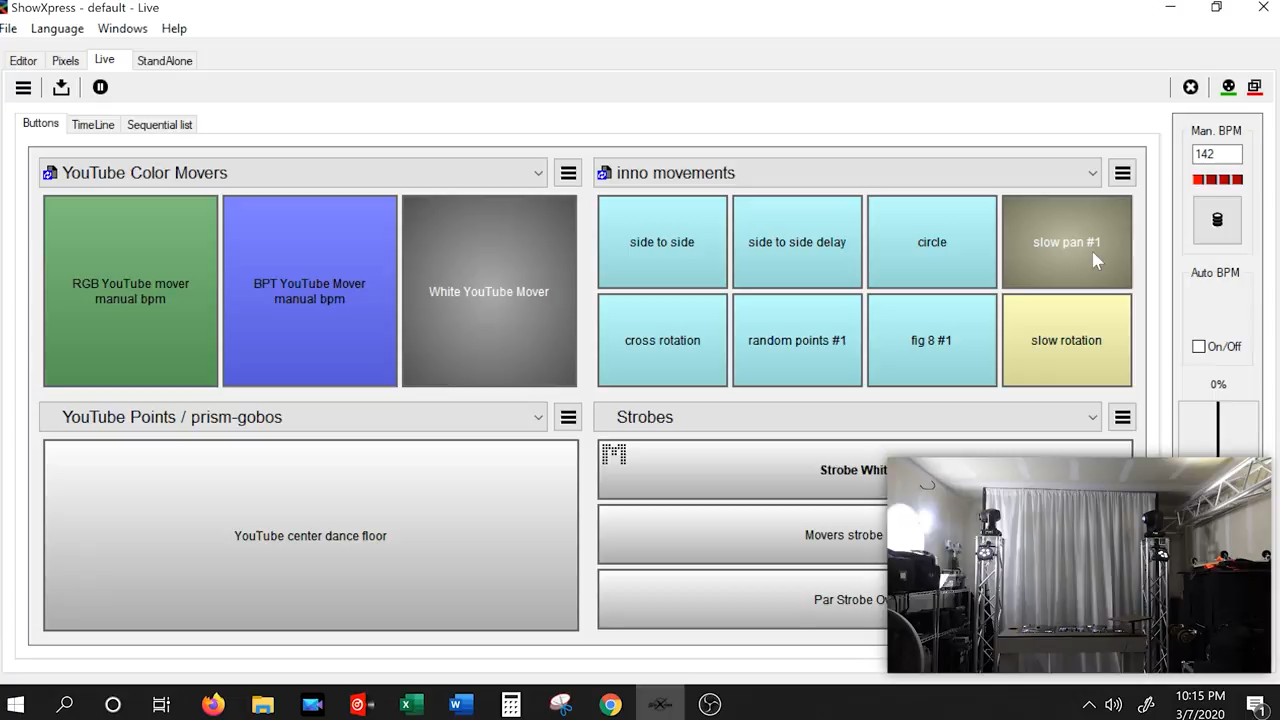 ShowXpress - default - Live
File Language Windows Help
Editor Pixels Live StandAlone
Buttons TimeLine Sequential list
Man. BPM
142
YouTube Color Movers
inno movements
RGB YouTube mover
manual bpm
BPT YouTube Mover
manual bpm
White YouTube Mover
side to side
side to side delay
circle
slow pan #1
cross rotation
random points #1
fig 8 #1
slow rotation
Auto BPM
On/Off
0%
YouTube Points / prism-gobos
Strobes
YouTube center dance floor
M
Strobe Whit
Movers strobe
Par Strobe O
10:15 PM
3/7/2020
1